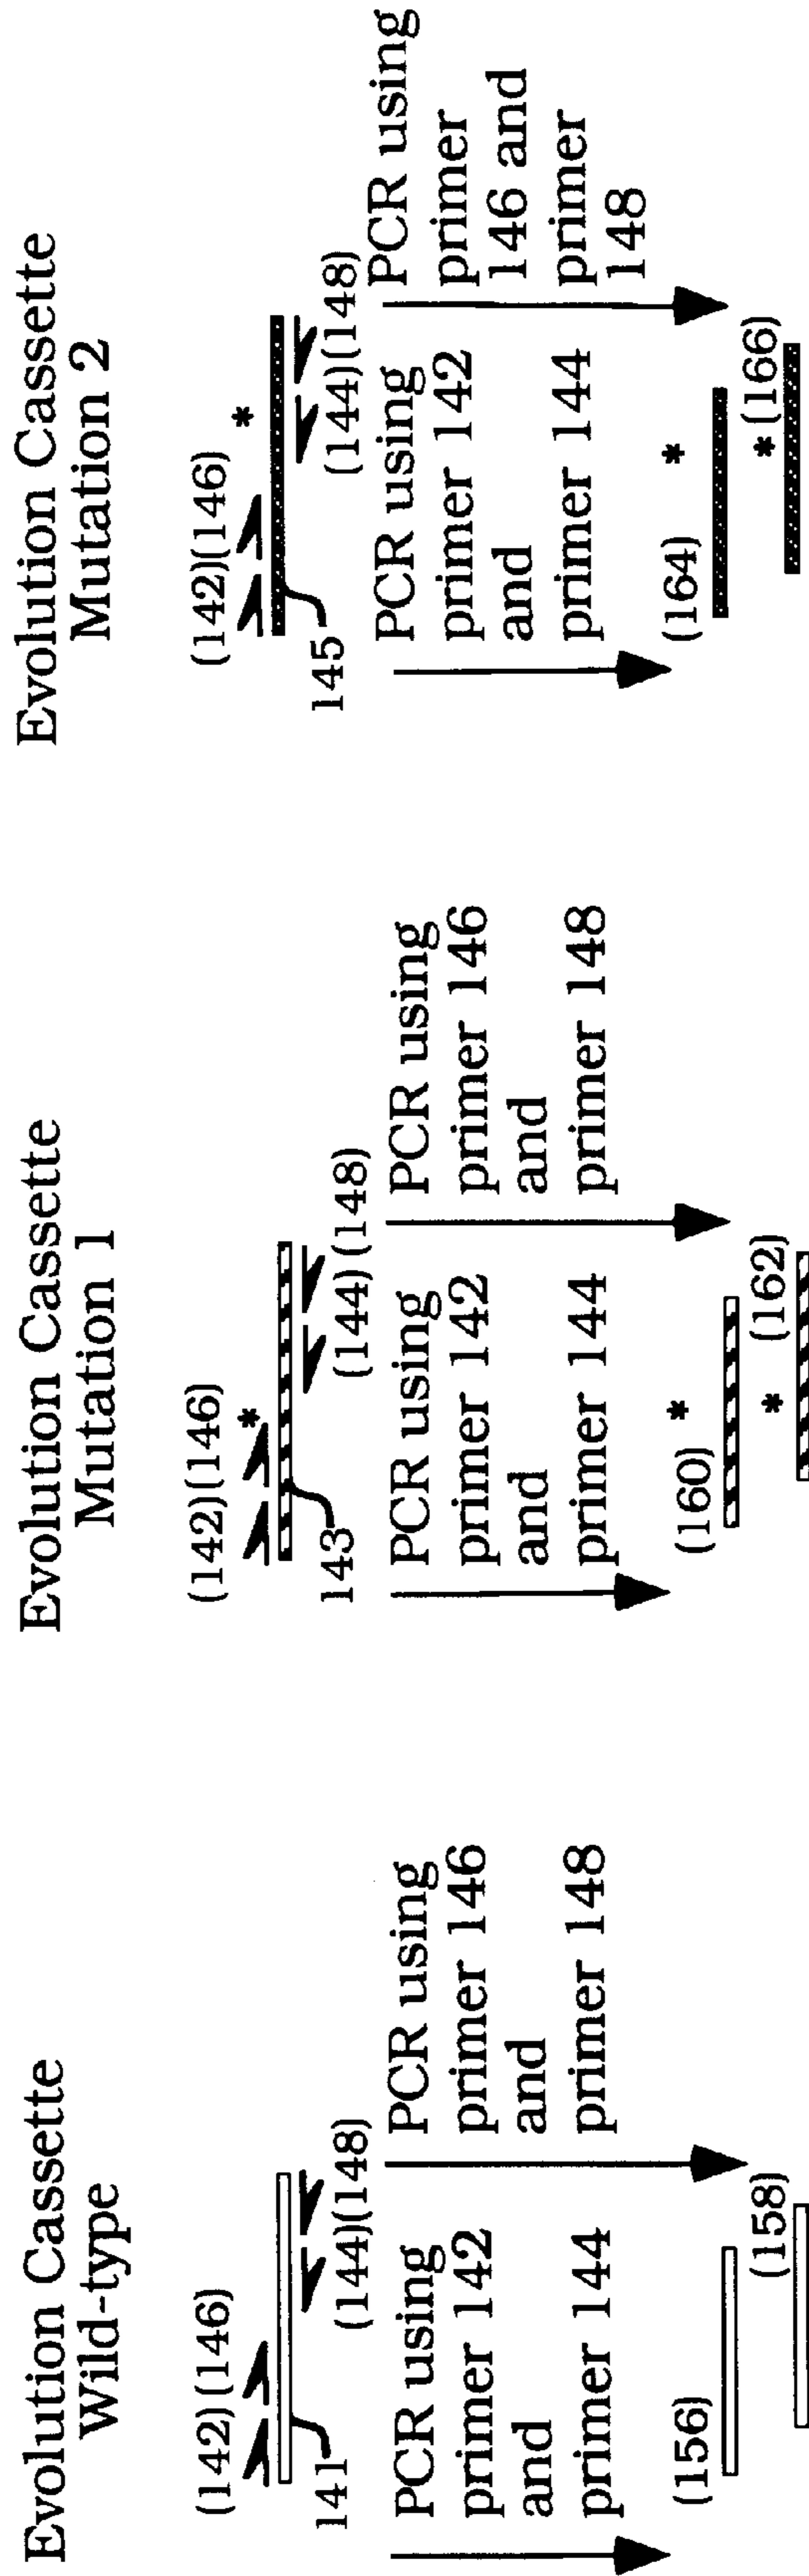 Evolution Cassette
Wild-type
(142) (146)
141
(144)(148)
PCR using
primer 142
and
primer 144
PCR using
primer 146
and
primer 148
(156)
(158)
Evolution Cassette
Mutation 1
(142)(146)
*
143
(144)(148)
PCR using
primer 142
and
primer 144
PCR using
primer 146
and
primer 148
(160)
*
*
(162)
Evolution Cassette
Mutation 2
(142)(146)
*
145
(144)(148)
PCR using
primer 142
and
primer 144
PCR using
primer
146 and
primer
148
(164)
*
* (166)